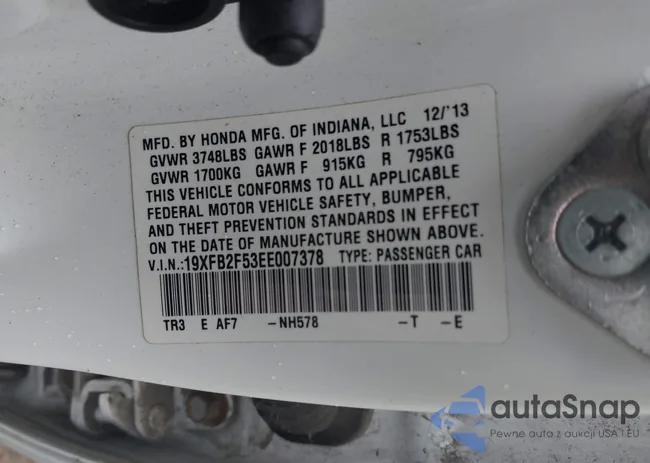 MFD. BY HONDA MFG. OF INDIANA, LLC 12/'13
GVWR 3748LBS GAWR F 2018LBS R 1753LBS
GVWR 1700KG GAWR F 915KG R 795KG
THIS VEHICLE CONFORMS TO ALL APPLICABLE
FEDERAL MOTOR VEHICLE SAFETY, BUMPER,
AND THEFT PREVENTION STANDARDS IN EFFECT
ON THE DATE OF MANUFACTURE SHOWN ABOVE.
V.I.N.:19XFB2F53EE007378 TYPE: PASSENGER CAR
TR3 E AF7 -NH578 -T -E
autoSnap
Pewne auto z aukcji USA i EU